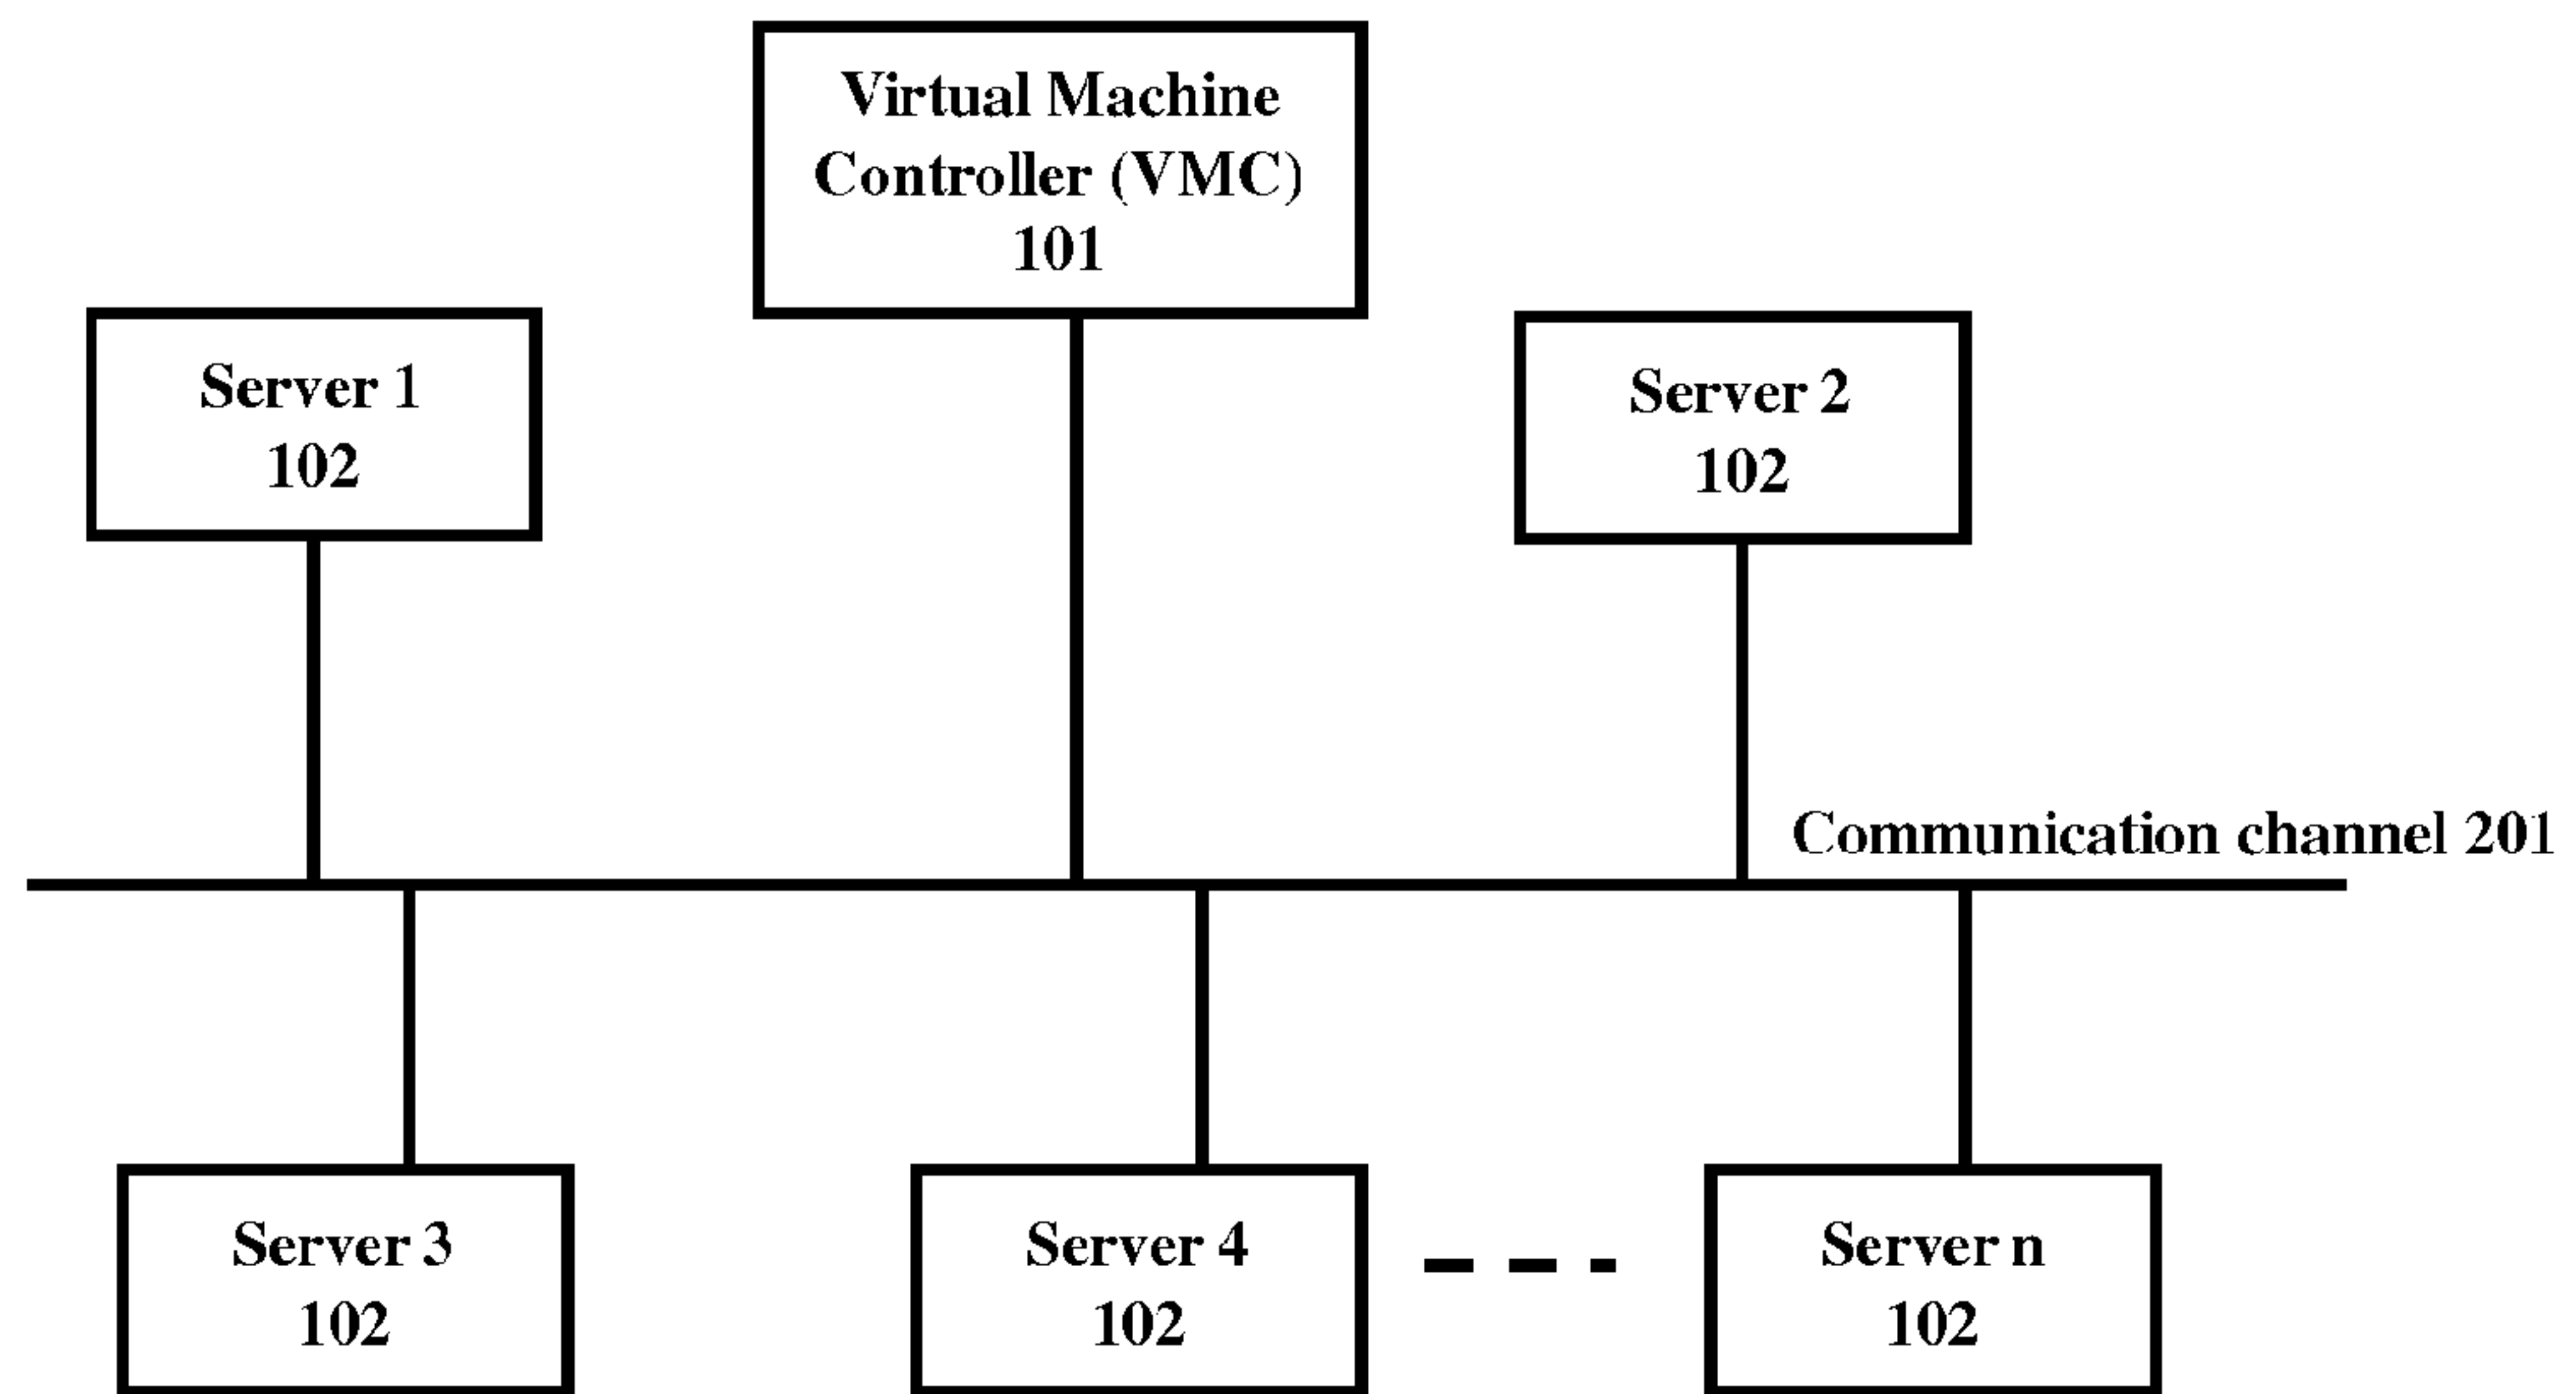 Virtual Machine
Controller (VMC)
101
Server 1
102
Server 2
102
Communication channel 201
Server 3
102
Server 4
102
Server n
102